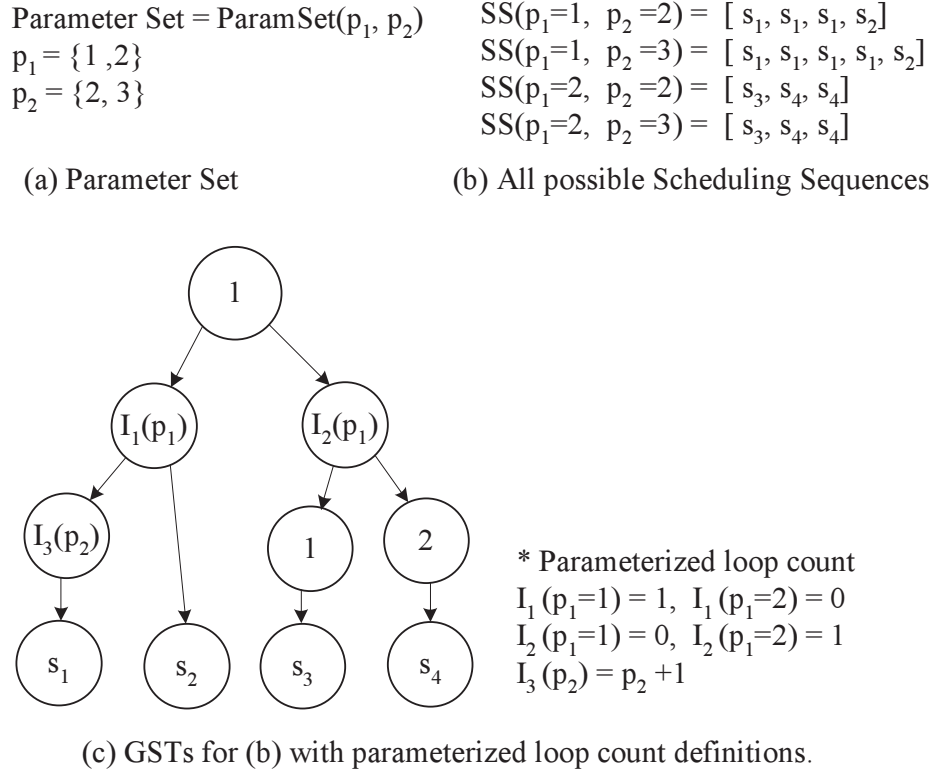 Parameter Set = ParamSet(p₁, p₂)
p₁ = {1 ,2}
p₂ = {2, 3}
(a) Parameter Set
SS(p₁=1, p₂=2) = [ s₁, s₁, s₁, s₂]
SS(p₁=1, p₂=3) = [ s₁, s₁, s₁, s₁, s₂]
SS(p₁=2, p₂=2) = [ s₃, s₄, s₄]
SS(p₁=2, p₂=3) = [ s₃, s₄, s₄]
(b) All possible Scheduling Sequences
1
I₁(p₁)
I₂(p₁)
I₃(p₂)
1
2
s₁
s₂
s₃
s₄
* Parameterized loop count
I₁ (p₁=1) = 1, I₁ (p₁=2) = 0
I₂ (p₁=1) = 0, I₂ (p₁=2) = 1
I₃ (p₂) = p₂ +1
(c) GSTs for (b) with parameterized loop count definitions.